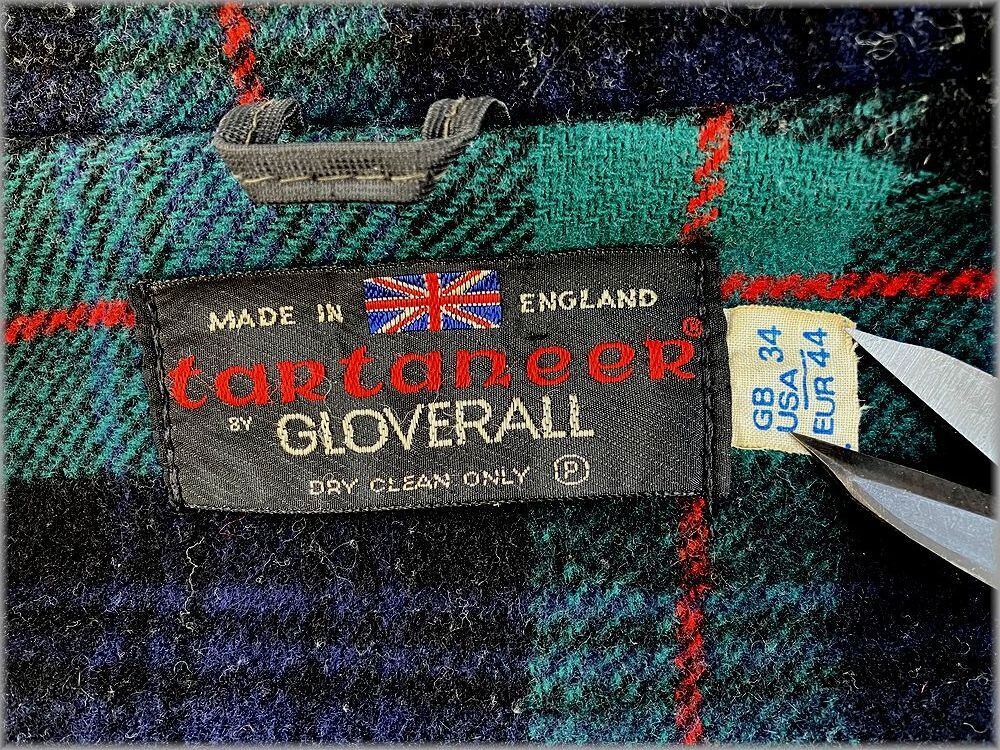 MADE IN ENGLAND
tartaneer ®
BY GLOVERALL
DRY CLEAN ONLY Ⓟ
GB
USA 34
EUR 44